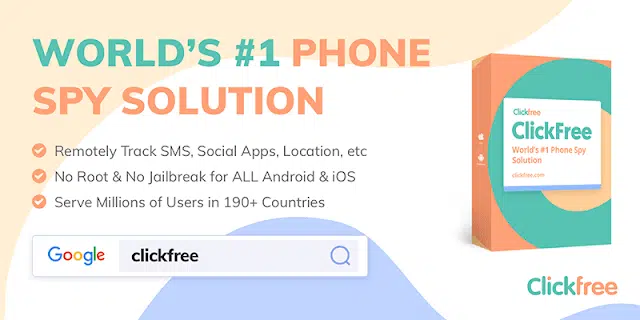 WORLD'S #1 PHONE
SPY SOLUTION
Remotely Track SMS, Social Apps, Location, etc
No Root & No Jailbreak for ALL Android & iOS
Serve Millions of Users in 190+ Countries
Google clickfree
Clickfree
ClickFree
World's #1 Phone Spy
Solution
clickfree.com
Clickfree